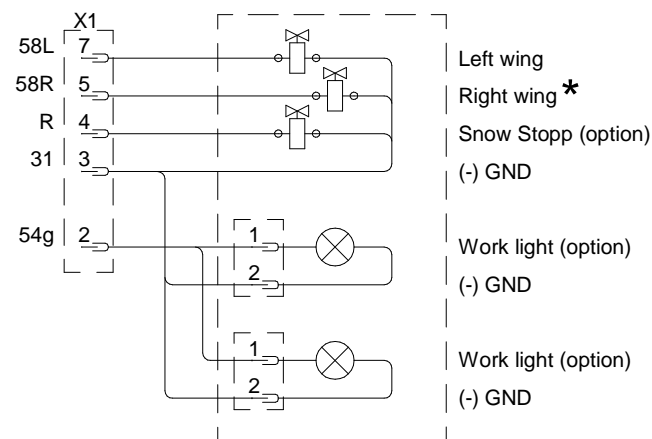 X1
58L 7 Left wing
58R 5 Right wing *
R 4 Snow Stopp (option)
31 3 (-) GND
54g 2 1 Work light (option)
2 (-) GND
1 Work light (option)
2 (-) GND